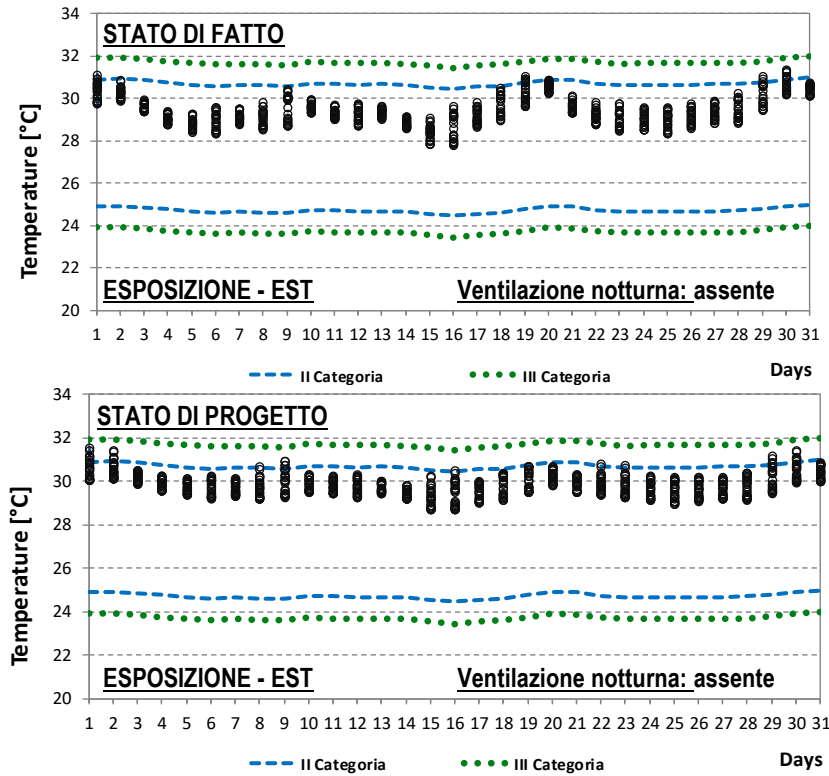 STATO DI FATTO
Temperature [°C]
34
32
30
28
26
24
22
20
ESPOSIZIONE - EST
Ventilazione notturna: assente
1 2 3 4 5 6 7 8 9 10 11 12 13 14 15 16 17 18 19 20 21 22 23 24 25 26 27 28 29 30 31
II Categoria
III Categoria
Days
STATO DI PROGETTO
Temperature [°C]
34
32
30
28
26
24
22
20
ESPOSIZIONE - EST
Ventilazione notturna: assente
1 2 3 4 5 6 7 8 9 10 11 12 13 14 15 16 17 18 19 20 21 22 23 24 25 26 27 28 29 30 31
II Categoria
III Categoria
Days